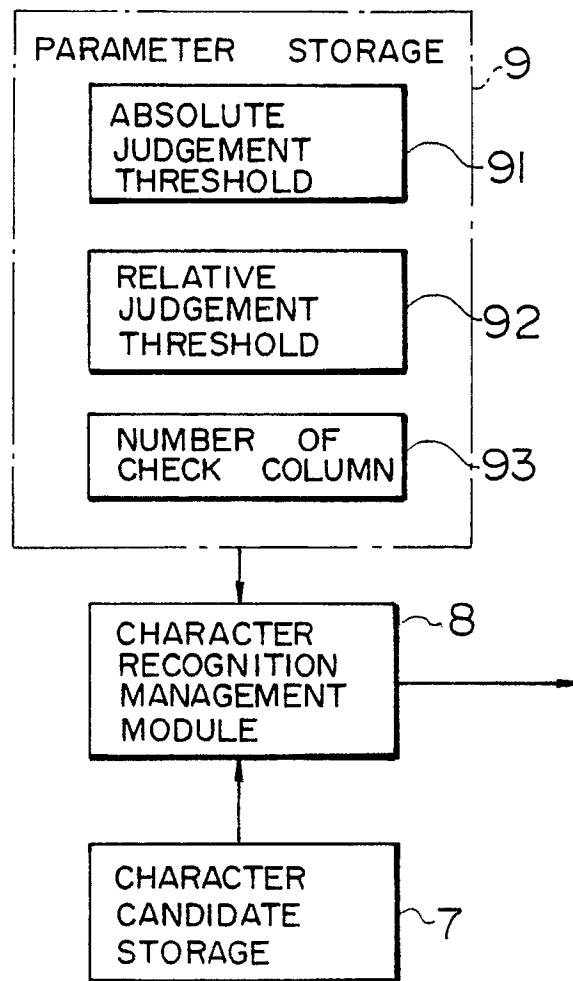 PARAMETER STORAGE
9
ABSOLUTE
JUDGEMENT
THRESHOLD
91
RELATIVE
JUDGEMENT
THRESHOLD
92
NUMBER OF
CHECK COLUMN
93
CHARACTER
RECOGNITION
MANAGEMENT
MODULE
8
CHARACTER
CANDIDATE
STORAGE
7